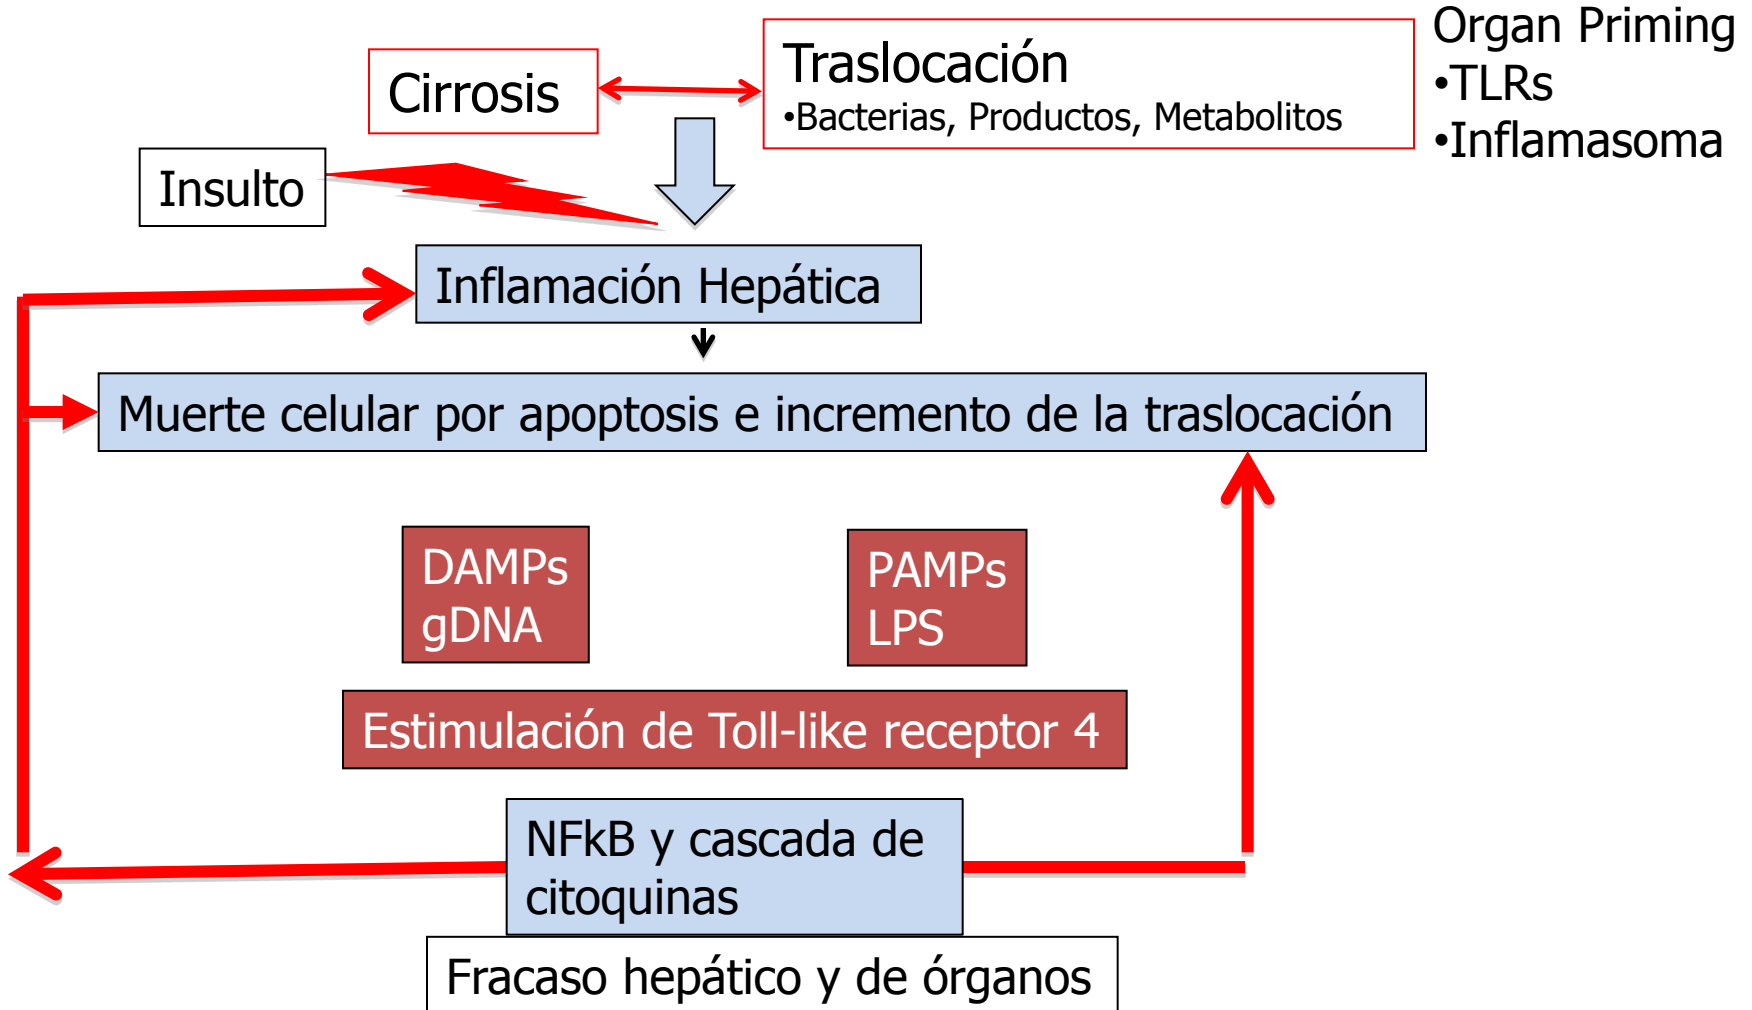 Organ Priming
•TLRs
•Inflamasoma
Cirrosis
Traslocación
•Bacterias, Productos, Metabolitos
Insulto
Inflamación Hepática
Muerte celular por apoptosis e incremento de la traslocación
DAMPs
gDNA
PAMPs
LPS
Estimulación de Toll-like receptor 4
NFkB y cascada de
citoquinas
Fracaso hepático y de órganos